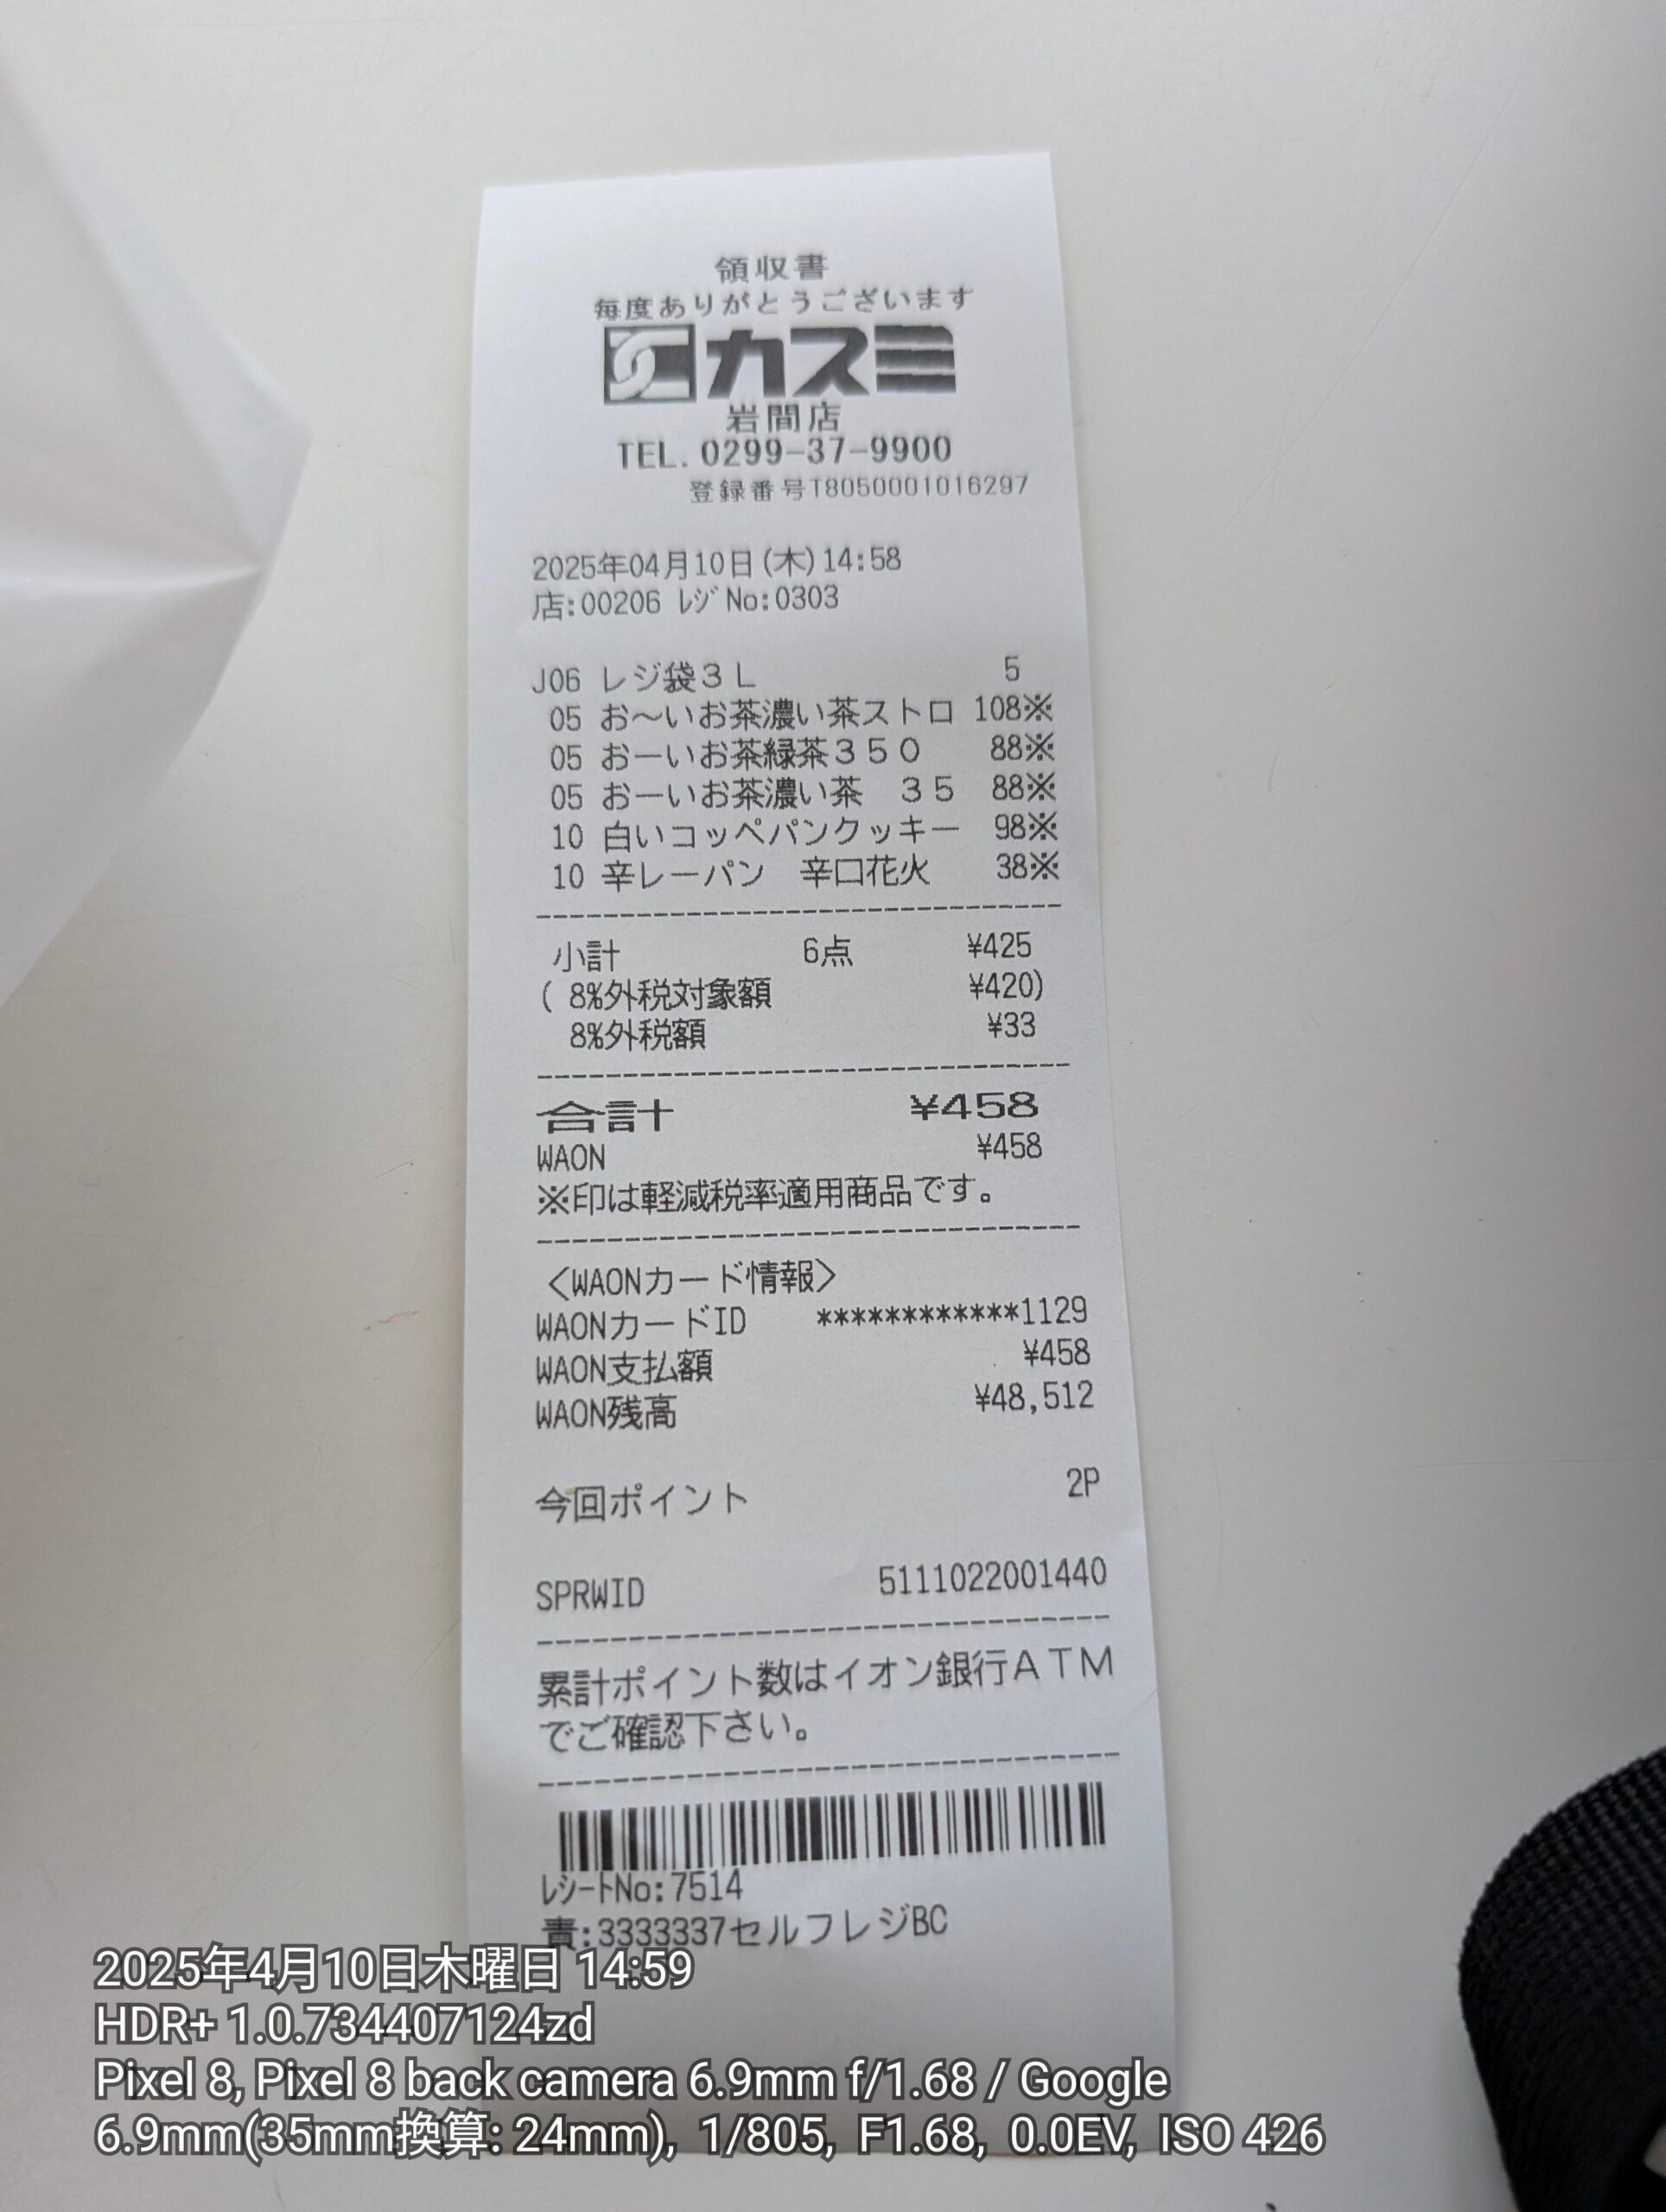 領収書
毎度ありがとうございます
カスミ
岩間店
TEL. 0299-37-9900
登録番号T8050001016297
2025年04月10日(木)14:58
店:00206 ﾚｼﾞNo:0303
J06 レジ袋３Ｌ 5
05 お～いお茶濃い茶ストロ 108※
05 おーいお茶緑茶３５０ 88※
05 おーいお茶濃い茶　３５ 88※
10 白いコッペパンクッキー 98※
10 辛レーパン　辛口花火 38※
小計 6点 ¥425
( 8%外税対象額 ¥420)
8%外税額 ¥33
合計 ¥458
WAON ¥458
※印は軽減税率適用商品です。
<WAONカード情報>
WAONカードID ************1129
WAON支払額 ¥458
WAON残高 ¥48,512
今回ポイント 2P
SPRWID 5111022001440
累計ポイント数はイオン銀行ＡＴＭ
でご確認下さい。
ﾚｼｰﾄNo:7514
責:3333337セルフレジBC
2025年4月10日木曜日 14:59
HDR+ 1.0.734407124zd
Pixel 8, Pixel 8 back camera 6.9mm f/1.68 / Google
6.9mm(35mm換算: 24mm), 1/805, F1.68, 0.0EV, ISO 426